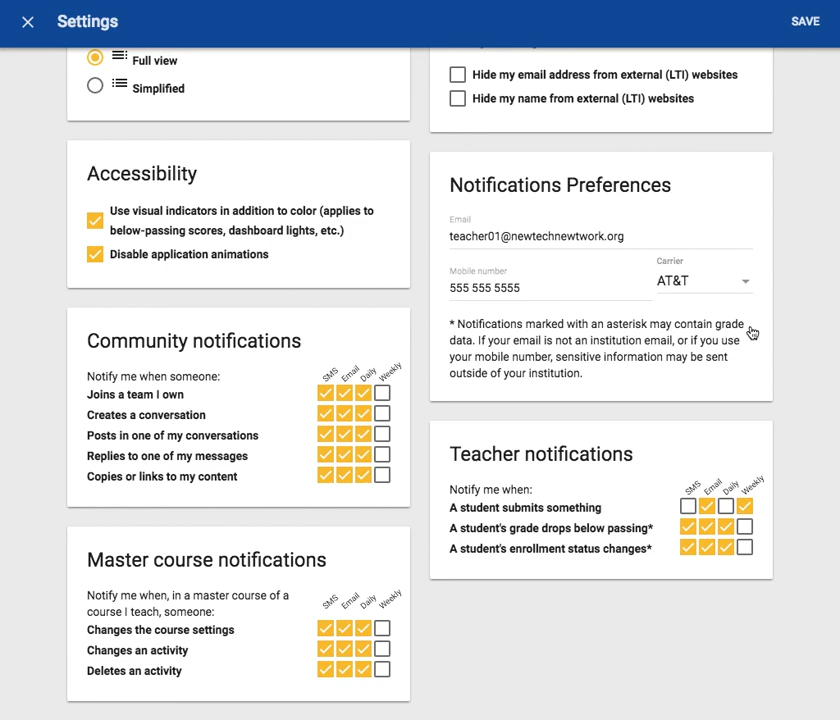 Settings
SAVE
Full view
Simplified
Hide my email address from external (LTI) websites
Hide my name from external (LTI) websites
Accessibility
Use visual indicators in addition to color (applies to
below-passing scores, dashboard lights, etc.)
Disable application animations
Notifications Preferences
Email
teacher01@newtechnewtwork.org
Mobile number
555 555 5555
Carrier
AT&T
* Notifications marked with an asterisk may contain grade
data. If your email is not an institution email, or if you use
your mobile number, sensitive information may be sent
outside of your institution.
Community notifications
Notify me when someone:
SMS Email Daily Weekly
Joins a team I own
Creates a conversation
Posts in one of my conversations
Replies to one of my messages
Copies or links to my content
Teacher notifications
Notify me when:
SMS Email Daily Weekly
A student submits something
A student's grade drops below passing*
A student's enrollment status changes*
Master course notifications
Notify me when, in a master course of a
course I teach, someone:
SMS Email Daily Weekly
Changes the course settings
Changes an activity
Deletes an activity